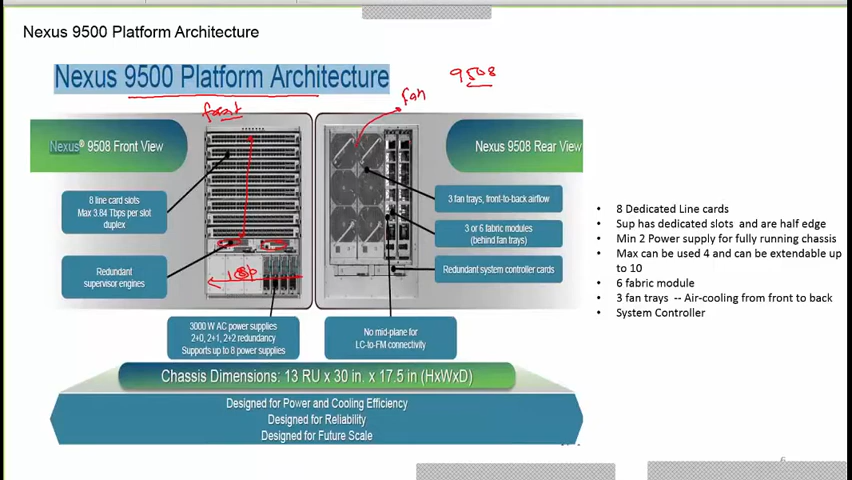 Nexus 9500 Platform Architecture
Nexus 9500 Platform Architecture
9508
front
fan
Nexus® 9508 Front View
Nexus 9508 Rear View
8 line card slots
Max 3.84 Tbps per slot
duplex
Redundant
supervisor engines
3000 W AC power supplies
2+0, 2+1, 2+2 redundancy
Supports up to 8 power supplies
3 fan trays, front-to-back airflow
3 or 6 fabric modules
(behind fan trays)
Redundant system controller cards
No mid-plane for
LC-to-FM connectivity
Chassis Dimensions: 13 RU x 30 in. x 17.5 in (HxWxD)
Designed for Power and Cooling Efficiency
Designed for Reliability
Designed for Future Scale
• 8 Dedicated Line cards
• Sup has dedicated slots and are half edge
• Min 2 Power supply for fully running chassis
• Max can be used 4 and can be extendable up
to 10
• 6 fabric module
• 3 fan trays -- Air-cooling from front to back
• System Controller
6